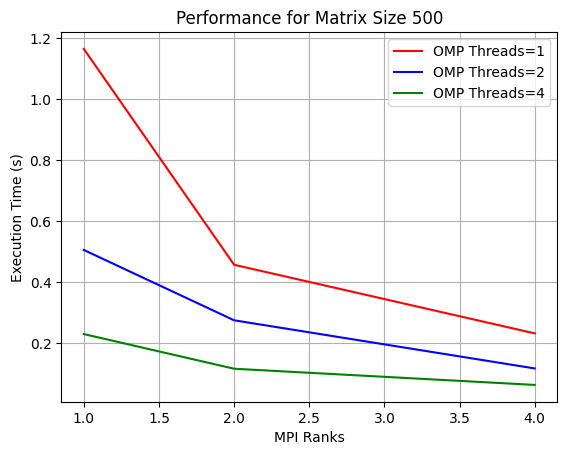 Performance for Matrix Size 500
OMP Threads=1
OMP Threads=2
OMP Threads=4
Execution Time (s)
1.2
1.0
0.8
0.6
0.4
0.2
1.0 1.5 2.0 2.5 3.0 3.5 4.0
MPI Ranks